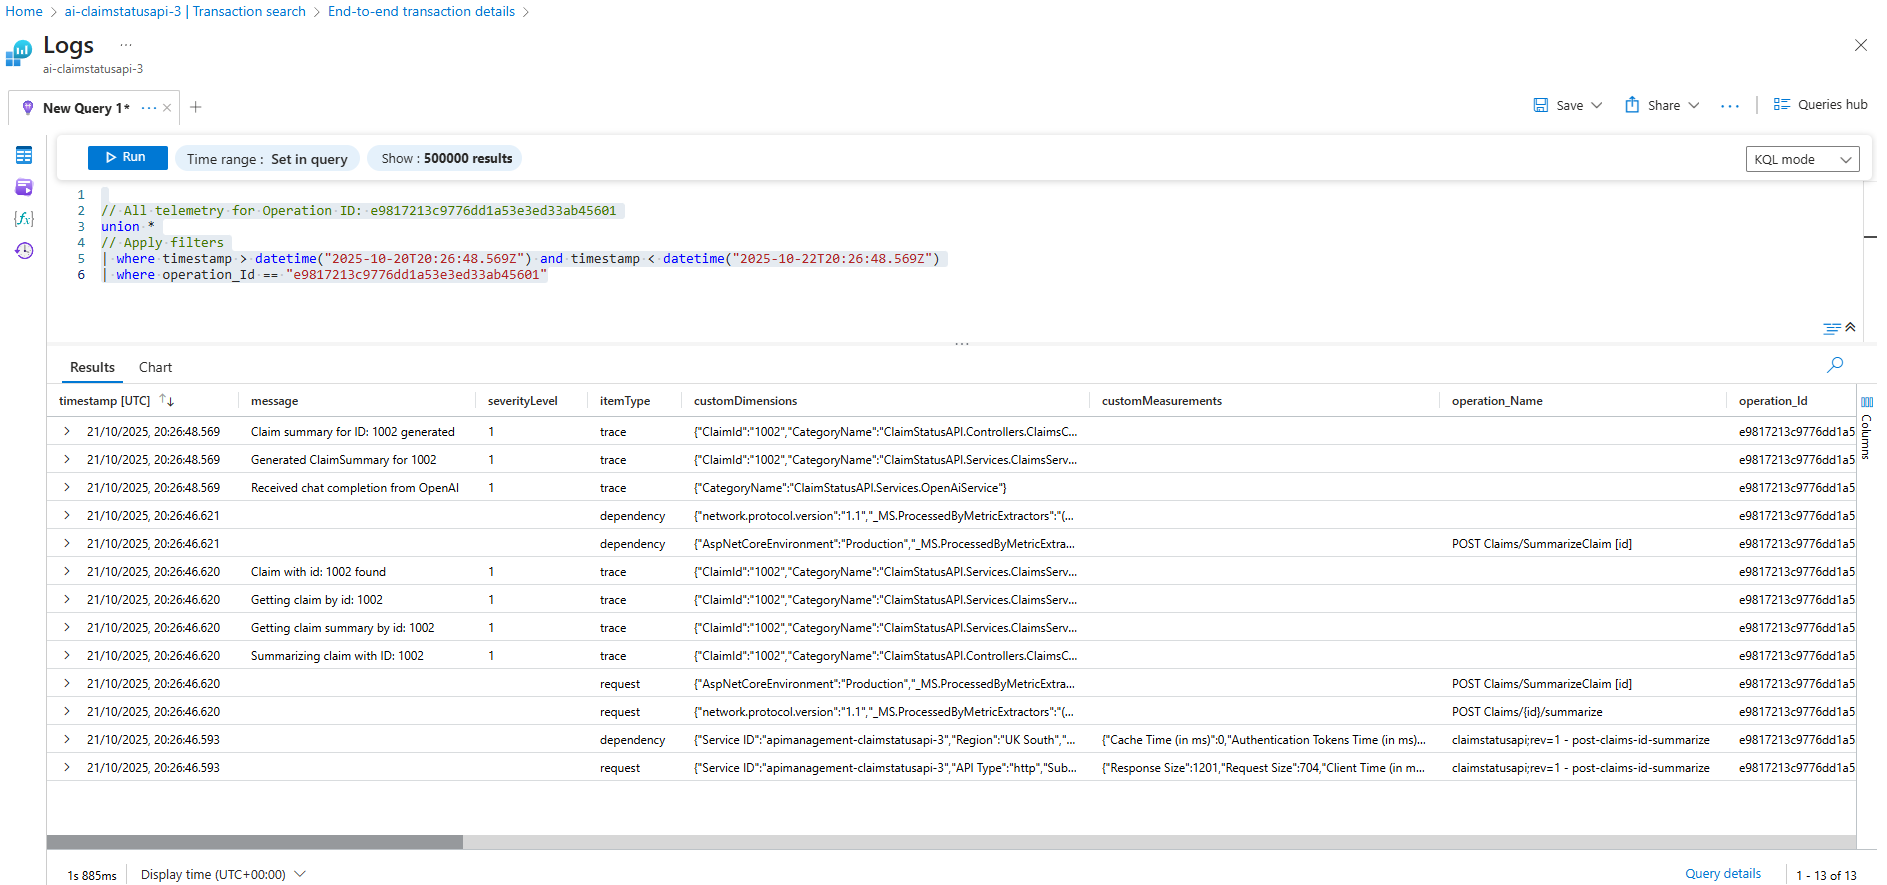 Home > ai-claimstatusapi-3 | Transaction search > End-to-end transaction details >
Logs ...
ai-claimstatusapi-3
New Query 1* ... × +
Save Share ... | Queries hub
Run Time range : Set in query Show : 500000 results KQL mode
1
2 // All telemetry for Operation ID: e9817213c9776dd1a53e3ed33ab45601
3 union *
4 // Apply filters
5 | where timestamp > datetime("2025-10-20T20:26:48.569Z") and timestamp < datetime("2025-10-22T20:26:48.569Z")
6 | where operation_Id == "e9817213c9776dd1a53e3ed33ab45601"
Results Chart
timestamp [UTC] message severityLevel itemType customDimensions customMeasurements operation_Name operation_Id
Columns
21/10/2025, 20:26:48.569 Claim summary for ID: 1002 generated 1 trace {"ClaimId":"1002","CategoryName":"ClaimStatusAPI.Controllers.ClaimsC... e9817213c9776dd1a5
21/10/2025, 20:26:48.569 Generated ClaimSummary for 1002 1 trace {"ClaimId":"1002","CategoryName":"ClaimStatusAPI.Services.ClaimsServ... e9817213c9776dd1a5
21/10/2025, 20:26:48.569 Received chat completion from OpenAI 1 trace {"CategoryName":"ClaimStatusAPI.Services.OpenAiService"} e9817213c9776dd1a5
21/10/2025, 20:26:46.621 dependency {"network.protocol.version":"1.1","_MS.ProcessedByMetricExtractors":"(... e9817213c9776dd1a5
21/10/2025, 20:26:46.621 dependency {"AspNetCoreEnvironment":"Production","_MS.ProcessedByMetricExtra... POST Claims/SummarizeClaim [id] e9817213c9776dd1a5
21/10/2025, 20:26:46.620 Claim with id: 1002 found 1 trace {"ClaimId":"1002","CategoryName":"ClaimStatusAPI.Services.ClaimsServ... e9817213c9776dd1a5
21/10/2025, 20:26:46.620 Getting claim by id: 1002 1 trace {"ClaimId":"1002","CategoryName":"ClaimStatusAPI.Services.ClaimsServ... e9817213c9776dd1a5
21/10/2025, 20:26:46.620 Getting claim summary by id: 1002 1 trace {"ClaimId":"1002","CategoryName":"ClaimStatusAPI.Services.ClaimsServ... e9817213c9776dd1a5
21/10/2025, 20:26:46.620 Summarizing claim with ID: 1002 1 trace {"ClaimId":"1002","CategoryName":"ClaimStatusAPI.Controllers.ClaimsC... e9817213c9776dd1a5
21/10/2025, 20:26:46.620 request {"AspNetCoreEnvironment":"Production","_MS.ProcessedByMetricExtra... POST Claims/SummarizeClaim [id] e9817213c9776dd1a5
21/10/2025, 20:26:46.620 request {"network.protocol.version":"1.1","_MS.ProcessedByMetricExtractors":"(... POST Claims/{id}/summarize e9817213c9776dd1a5
21/10/2025, 20:26:46.593 dependency {"Service ID":"apimanagement-claimstatusapi-3","Region":"UK South","... {"Cache Time (in ms)":0,"Authentication Tokens Time (in ms)... claimstatusapi;rev=1 - post-claims-id-summarize e9817213c9776dd1a5
21/10/2025, 20:26:46.593 request {"Service ID":"apimanagement-claimstatusapi-3","API Type":"http","Sub... {"Response Size":1201,"Request Size":704,"Client Time (in m... claimstatusapi;rev=1 - post-claims-id-summarize e9817213c9776dd1a5
1s 885ms Display time (UTC+00:00) Query details 1 - 13 of 13